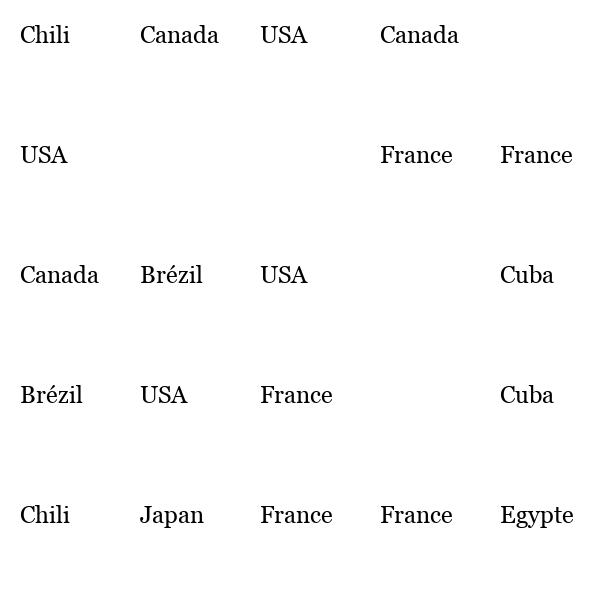 Chili Canada USA Canada
USA France France
Canada Brézil USA Cuba
Brézil USA France Cuba
Chili Japan France France Egypte